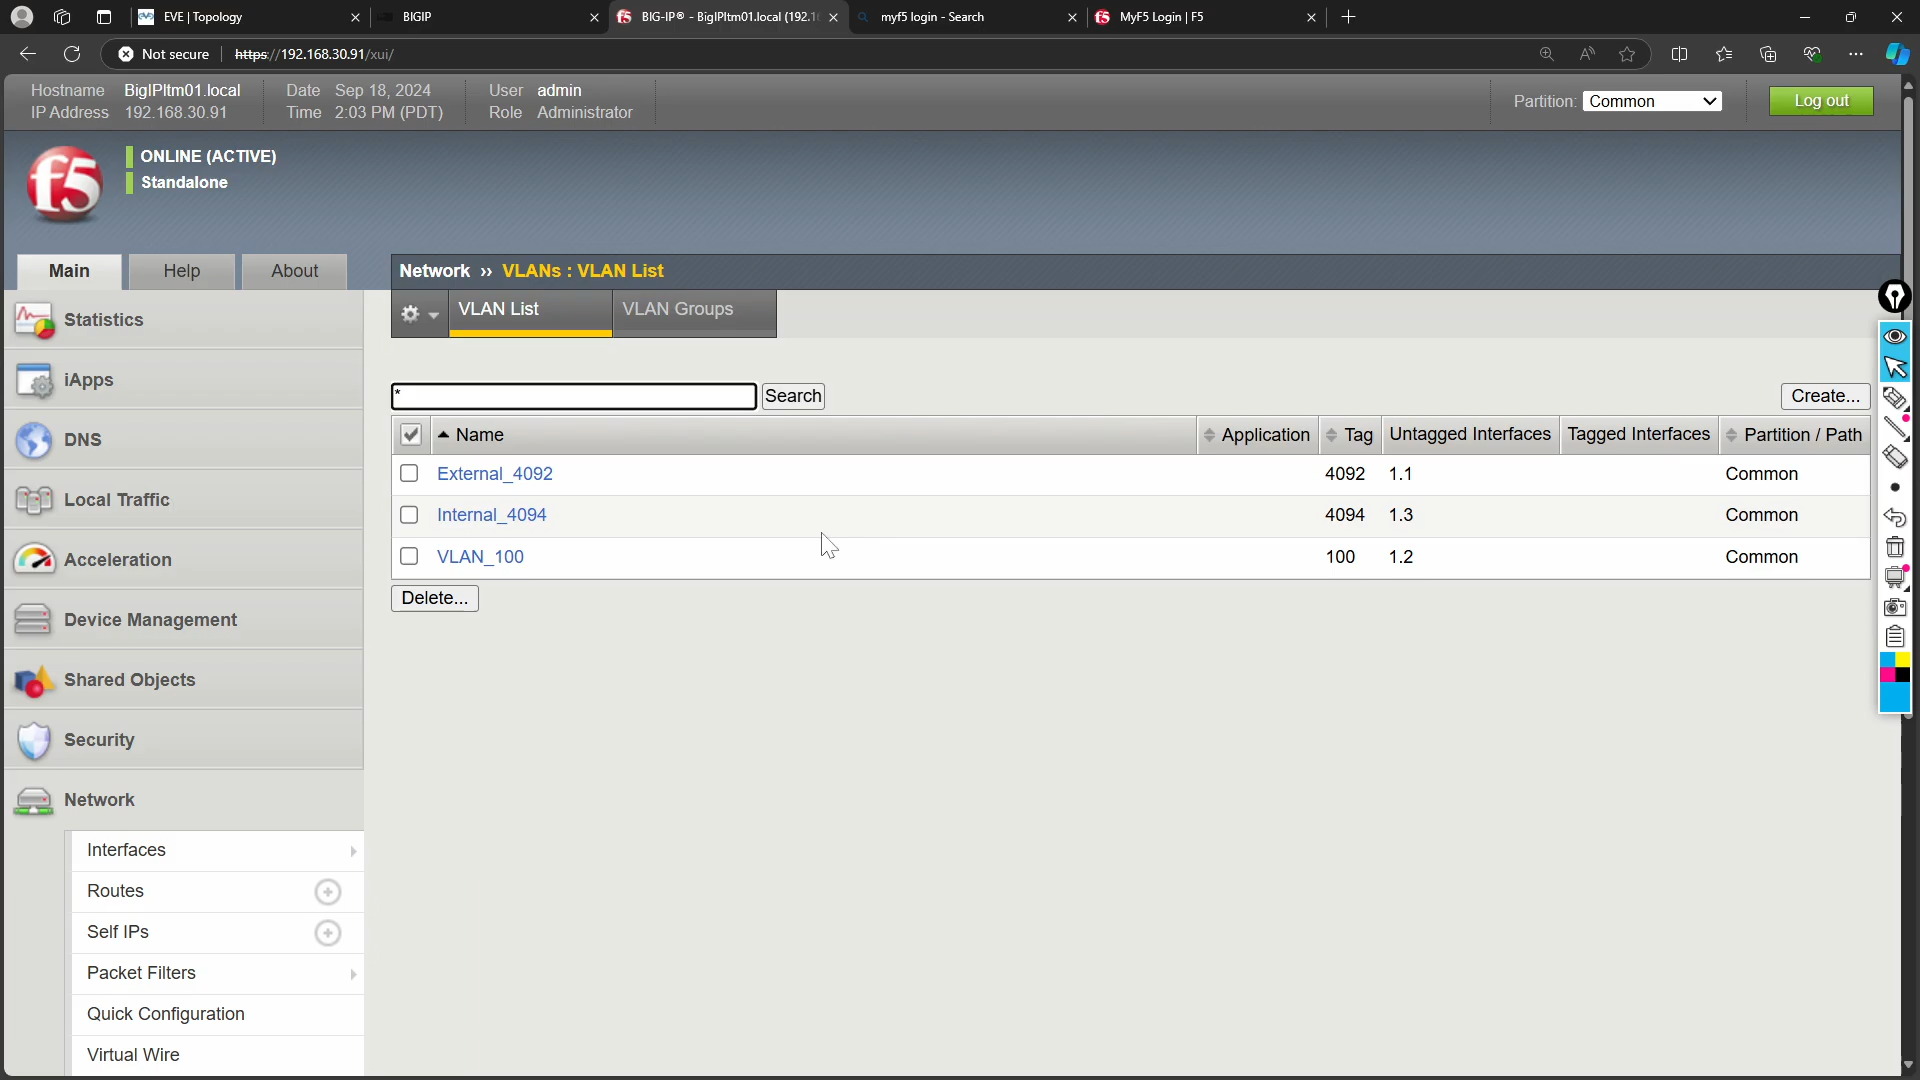 EVE | Topology
BIGIP
BIG-IP® - BigIPltm01.local (192.1
myf5 login - Search
MyF5 Login | F5
Not secure
https://192.168.30.91/xui/
Hostname BigIPltm01.local
IP Address 192.168.30.91
Date Sep 18, 2024
Time 2:03 PM (PDT)
User admin
Role Administrator
Partition: Common
Log out
f5
ONLINE (ACTIVE)
Standalone
Main
Help
About
Network ›› VLANs : VLAN List
VLAN List
VLAN Groups
Statistics
iApps
DNS
Local Traffic
Acceleration
Device Management
Shared Objects
Security
Network
Interfaces
Routes
Self IPs
Packet Filters
Quick Configuration
Virtual Wire
*
Search
Create...
Name Application Tag Untagged Interfaces Tagged Interfaces Partition / Path
External_4092 4092 1.1 Common
Internal_4094 4094 1.3 Common
VLAN_100 100 1.2 Common
Delete...